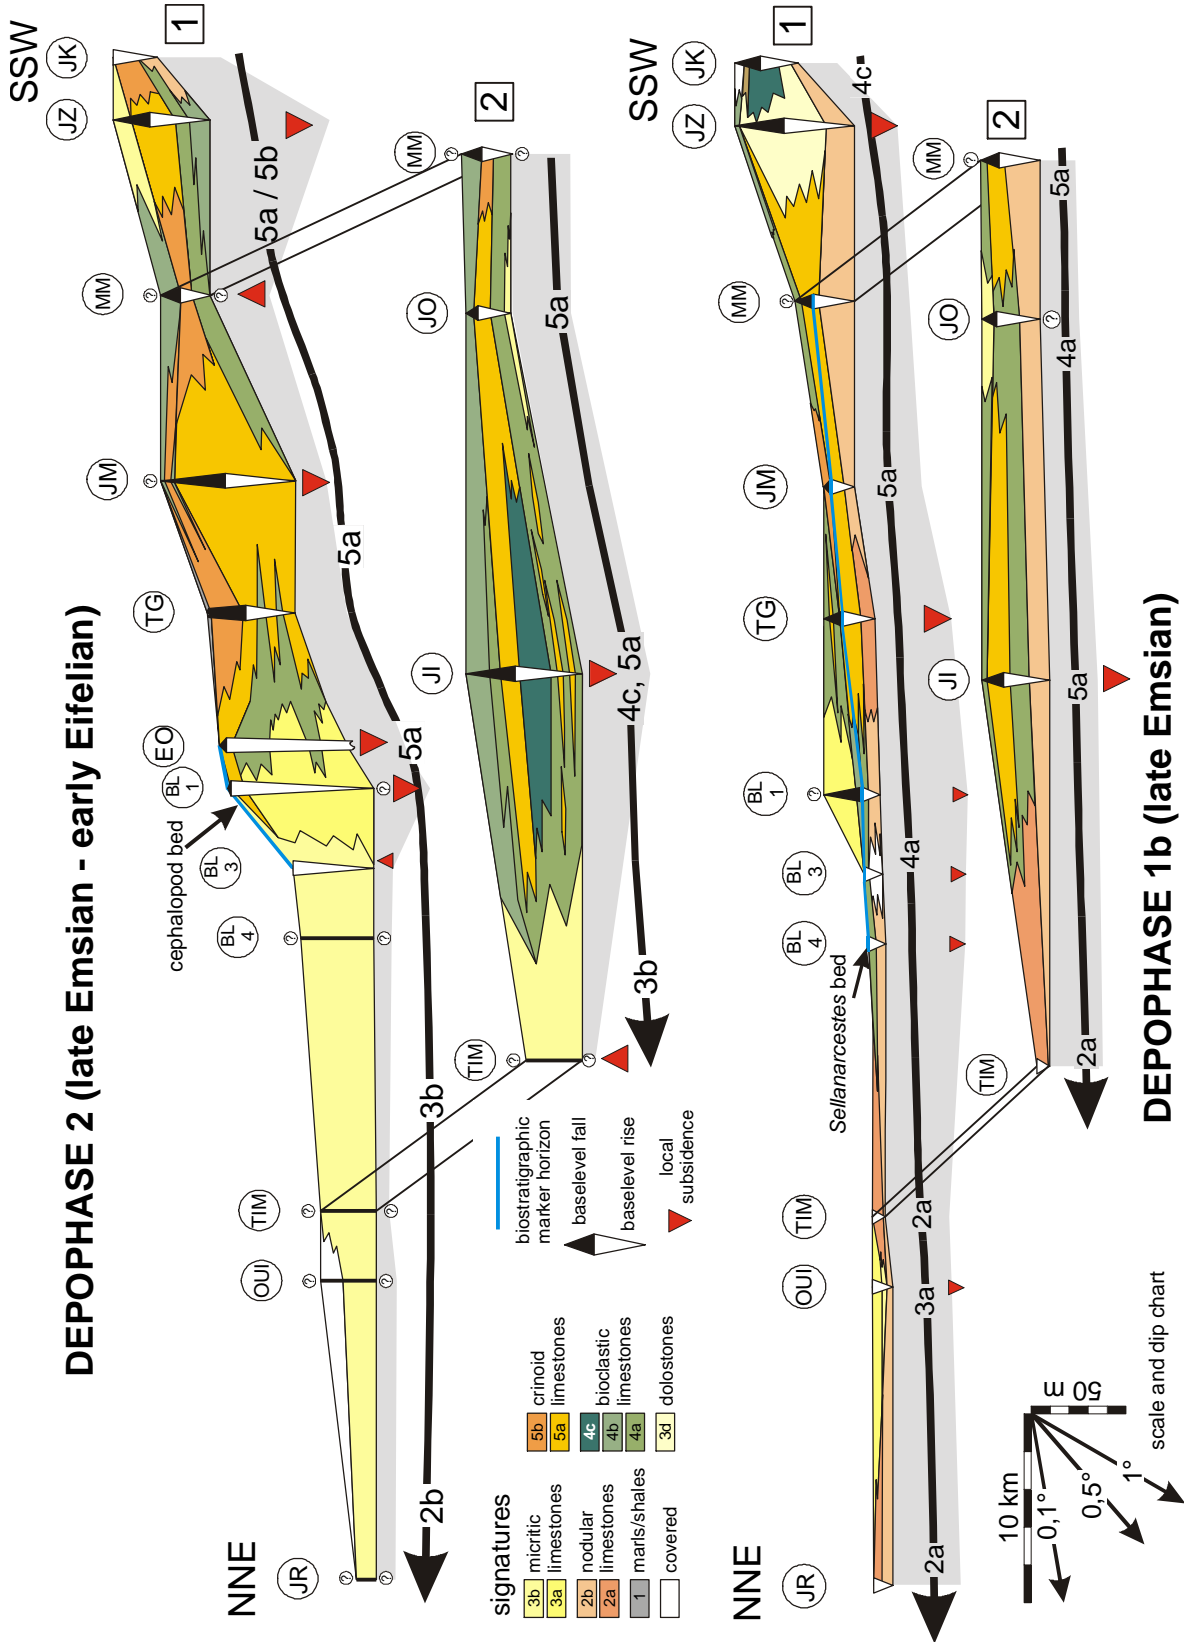 DEPOPHASE 2 (late Emsian - early Eifelian)
NNE
SSW
JR
OUI
TIM
BL
4
BL
3
BL
1
EO
TG
JM
MM
JZ
JK
1
?
?
?
?
?
?
?
?
?
?
?
?
cephalopod bed
2b
3b
5a
5a
5a / 5b
TIM
JI
JO
MM
2
?
?
?
?
3b
4c, 5a
5a
signatures
3b
micritic
3a
limestones
2b
nodular
2a
limestones
1
marls/shales
covered
5b
crinoid
5a
limestones
4c
bioclastic
4b
limestones
4a
3d
dolostones
biostratigraphic
marker horizon
baselevel fall
baselevel rise
local
subsidence
NNE
SSW
JR
OUI
TIM
BL
4
BL
3
BL
1
TG
JM
MM
JZ
JK
1
?
?
Sellanarcestes bed
2a
3a
2a
4a
5a
4c
TIM
JI
JO
MM
2
?
?
2a
5a
4a
5a
10 km
50 m
0,1°
0,5°
1°
scale and dip chart
DEPOPHASE 1b (late Emsian)